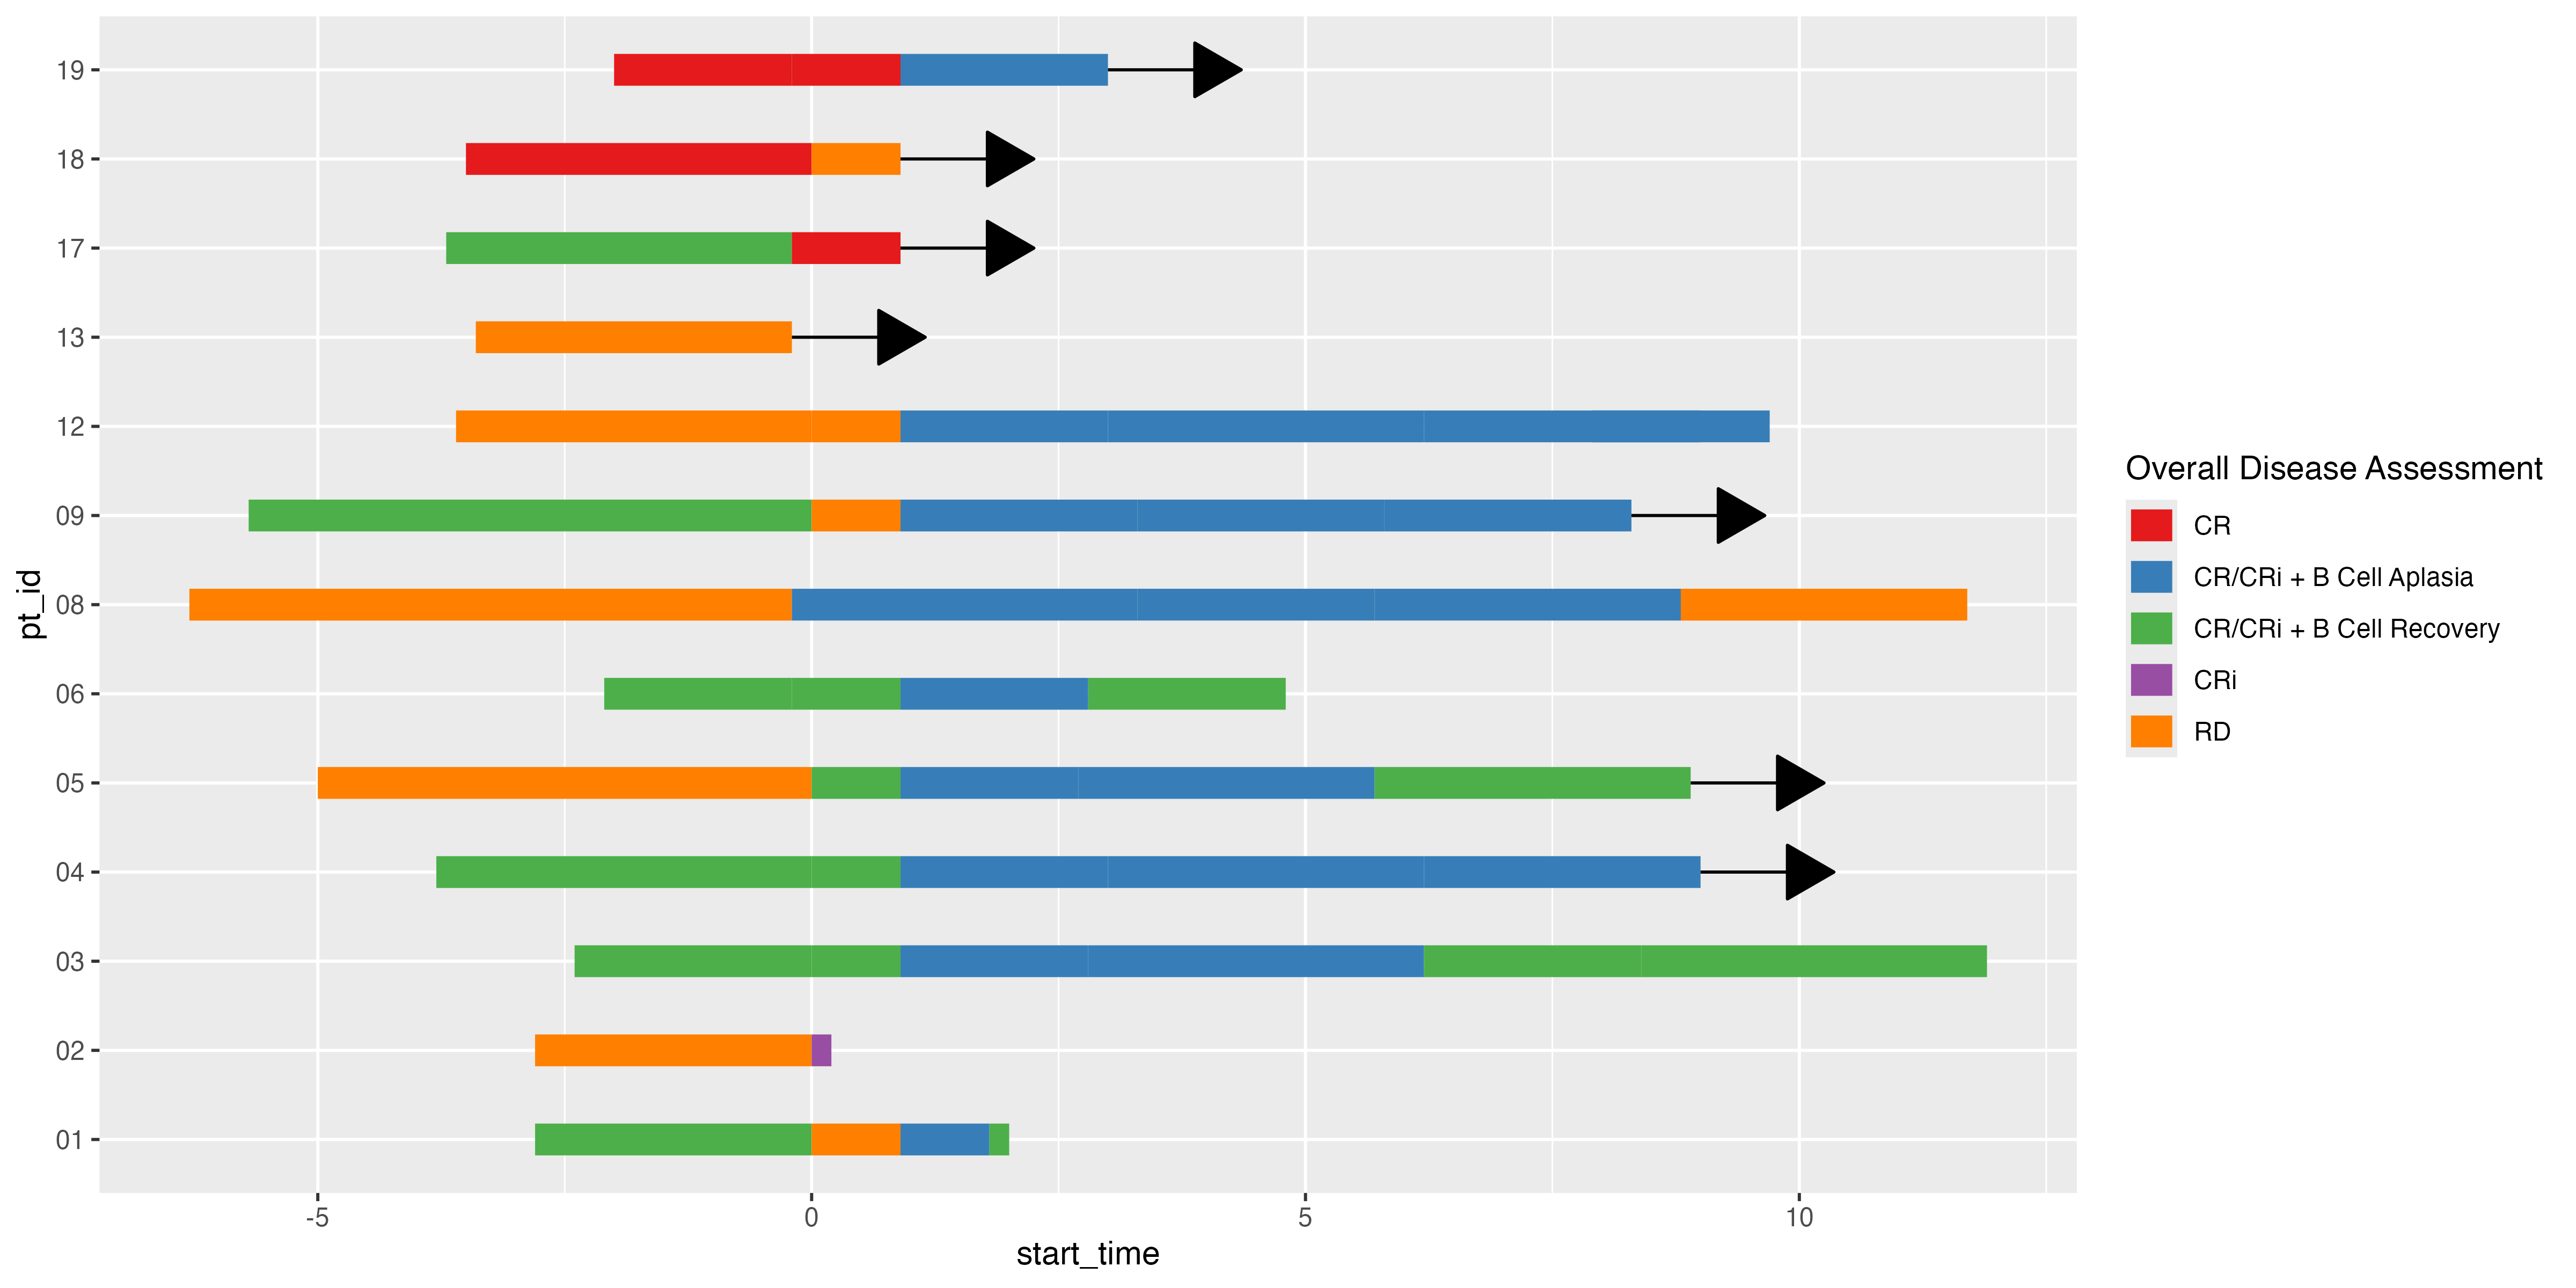 19
18
17
13
12
09
08
06
05
04
03
02
01
pt_id
-5 0 5 10
start_time
Overall Disease Assessment
CR
CR/CRi + B Cell Aplasia
CR/CRi + B Cell Recovery
CRi
RD